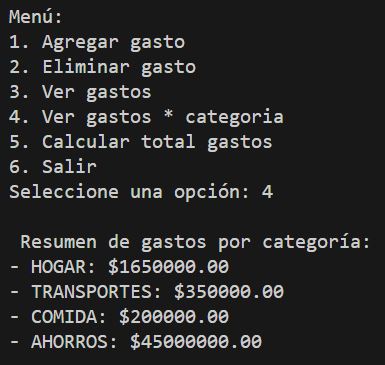 Menú:
1. Agregar gasto
2. Eliminar gasto
3. Ver gastos
4. Ver gastos * categoria
5. Calcular total gastos
6. Salir
Seleccione una opción: 4
Resumen de gastos por categoría:
- HOGAR: $1650000.00
- TRANSPORTES: $350000.00
- COMIDA: $200000.00
- AHORROS: $45000000.00